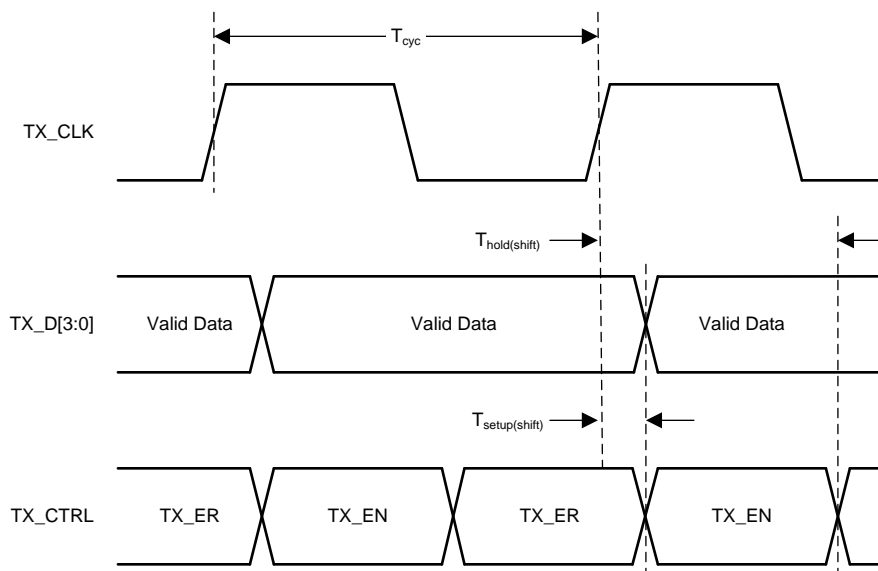 Tcyc
TX_CLK
Thold(shift)
TX_D[3:0]
Valid Data
Valid Data
Valid Data
Tsetup(shift)
TX_CTRL
TX_ER
TX_EN
TX_ER
TX_EN